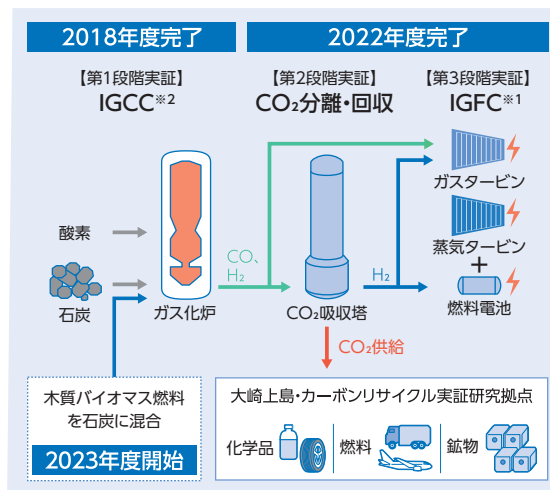 2018年度完了
2022年度完了
【第1段階実証】
IGCC※2
【第2段階実証】
CO₂分離・回収
【第3段階実証】
IGFC※1
ガスタービン
蒸気タービン
+
燃料電池
酸素
石炭
ガス化炉
CO、
H₂
CO₂吸収塔
H₂
CO₂供給
木質バイオマス燃料
を石炭に混合
2023年度開始
大崎上島・カーボンリサイクル実証研究拠点
化学品
燃料
鉱物